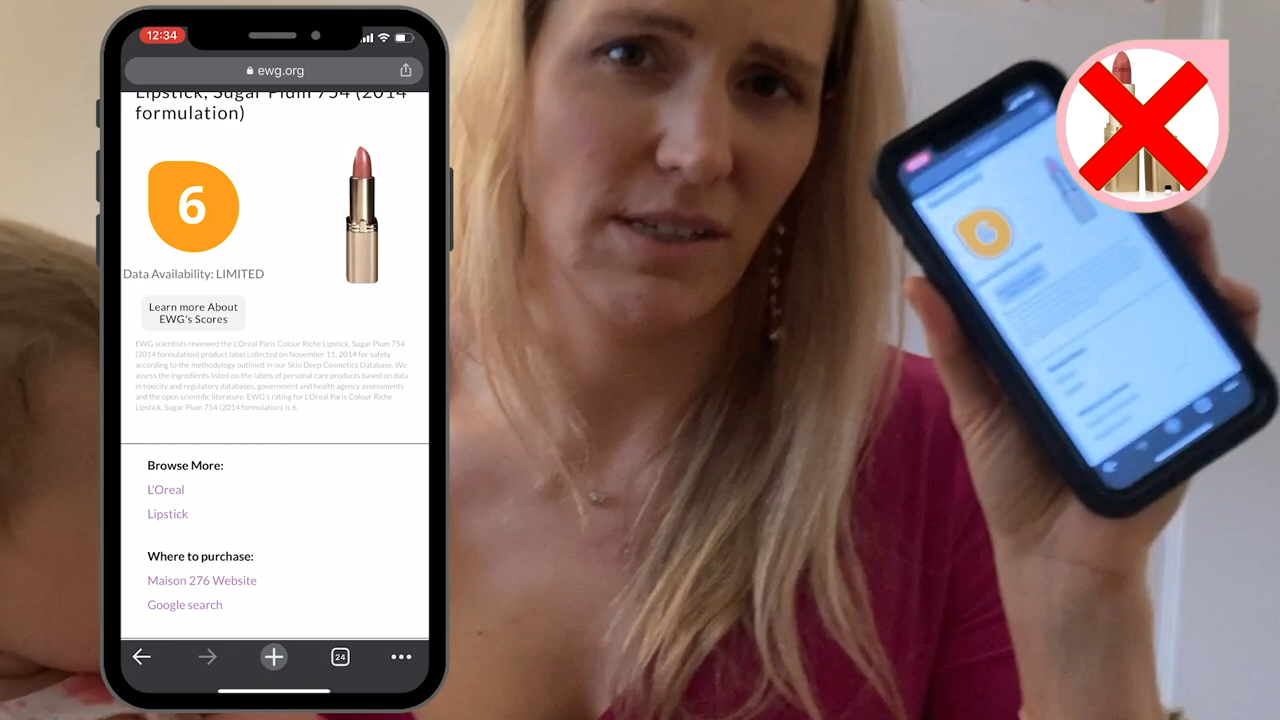 12:34
ewg.org
Lipstick, Sugar Plum 754 (2014
formulation)
6
Data Availability: LIMITED
Learn more About
EWG's Scores
EWG scientists reviewed the L'Oreal Paris Colour Riche Lipstick, Sugar Plum 754
(2014 formulation) product label collected on November 11, 2014 for safety
according to the methodology outlined in our Skin Deep Cosmetics Database. We
assess the ingredients listed on the labels of personal care products based on data
in toxicity and regulatory databases, government and health agency assessments
and the open scientific literature. EWG's rating for L'Oreal Paris Colour Riche
Lipstick, Sugar Plum 754 (2014 formulation) is 6.
Browse More:
L'Oreal
Lipstick
Where to purchase:
Maison 276 Website
Google search
24
6